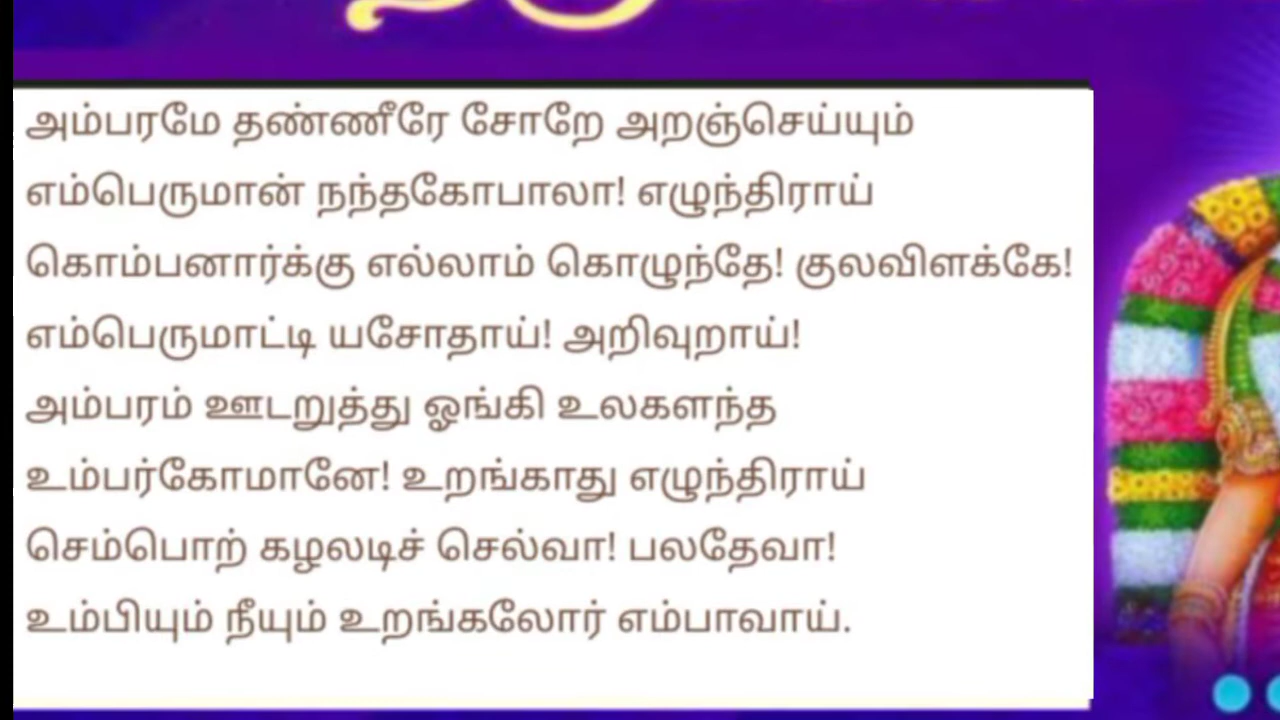 அம்பரமே தண்ணீரே சோறே அறஞ்செய்யும்
எம்பெருமான் நந்தகோபாலா! எழுந்திராய்
கொம்பனார்க்கு எல்லாம் கொழுந்தே! குலவிளக்கே!
எம்பெருமாட்டி யசோதாய்! அறிவுறாய்!
அம்பரம் ஊடறுத்து ஓங்கி உலகளந்த
உம்பர்கோமானே! உறங்காது எழுந்திராய்
செம்பொற் கழலடிச் செல்வா! பலதேவா!
உம்பியும் நீயும் உறங்கலோர் எம்பாவாய்.